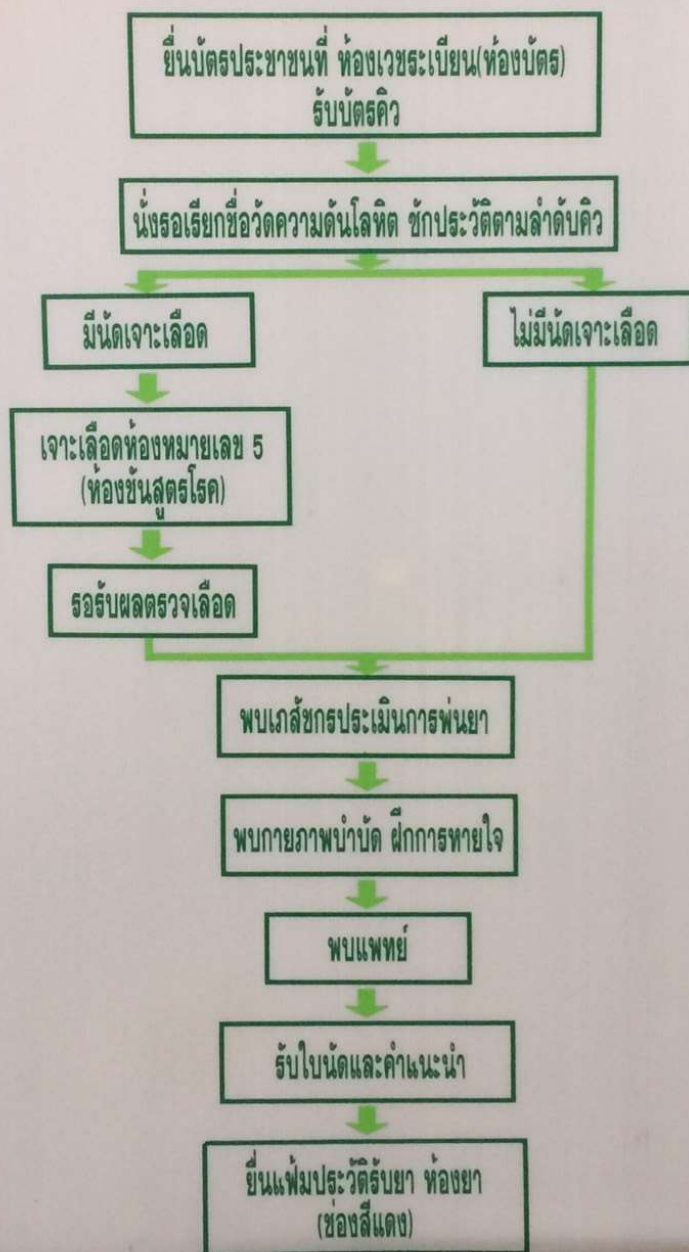 ยื่นบัตรประชาชนที่ ห้องเวชระเบียน(ห้องบัตร)
รับบัตรคิว
นั่งรอเรียกชื่อวัดความดันโลหิต ซักประวัติตามลำดับคิว
มีนัดเจาะเลือด
ไม่มีนัดเจาะเลือด
เจาะเลือดห้องหมายเลข 5
(ห้องชันสูตรโรค)
รอรับผลตรวจเลือด
พบเภสัชกรประเมินการพ่นยา
พบกายภาพบำบัด ฝึกการหายใจ
พบแพทย์
รับใบนัดและคำแนะนำ
ยื่นแฟ้มประวัติรับยา ห้องยา
(ช่องสีแดง)